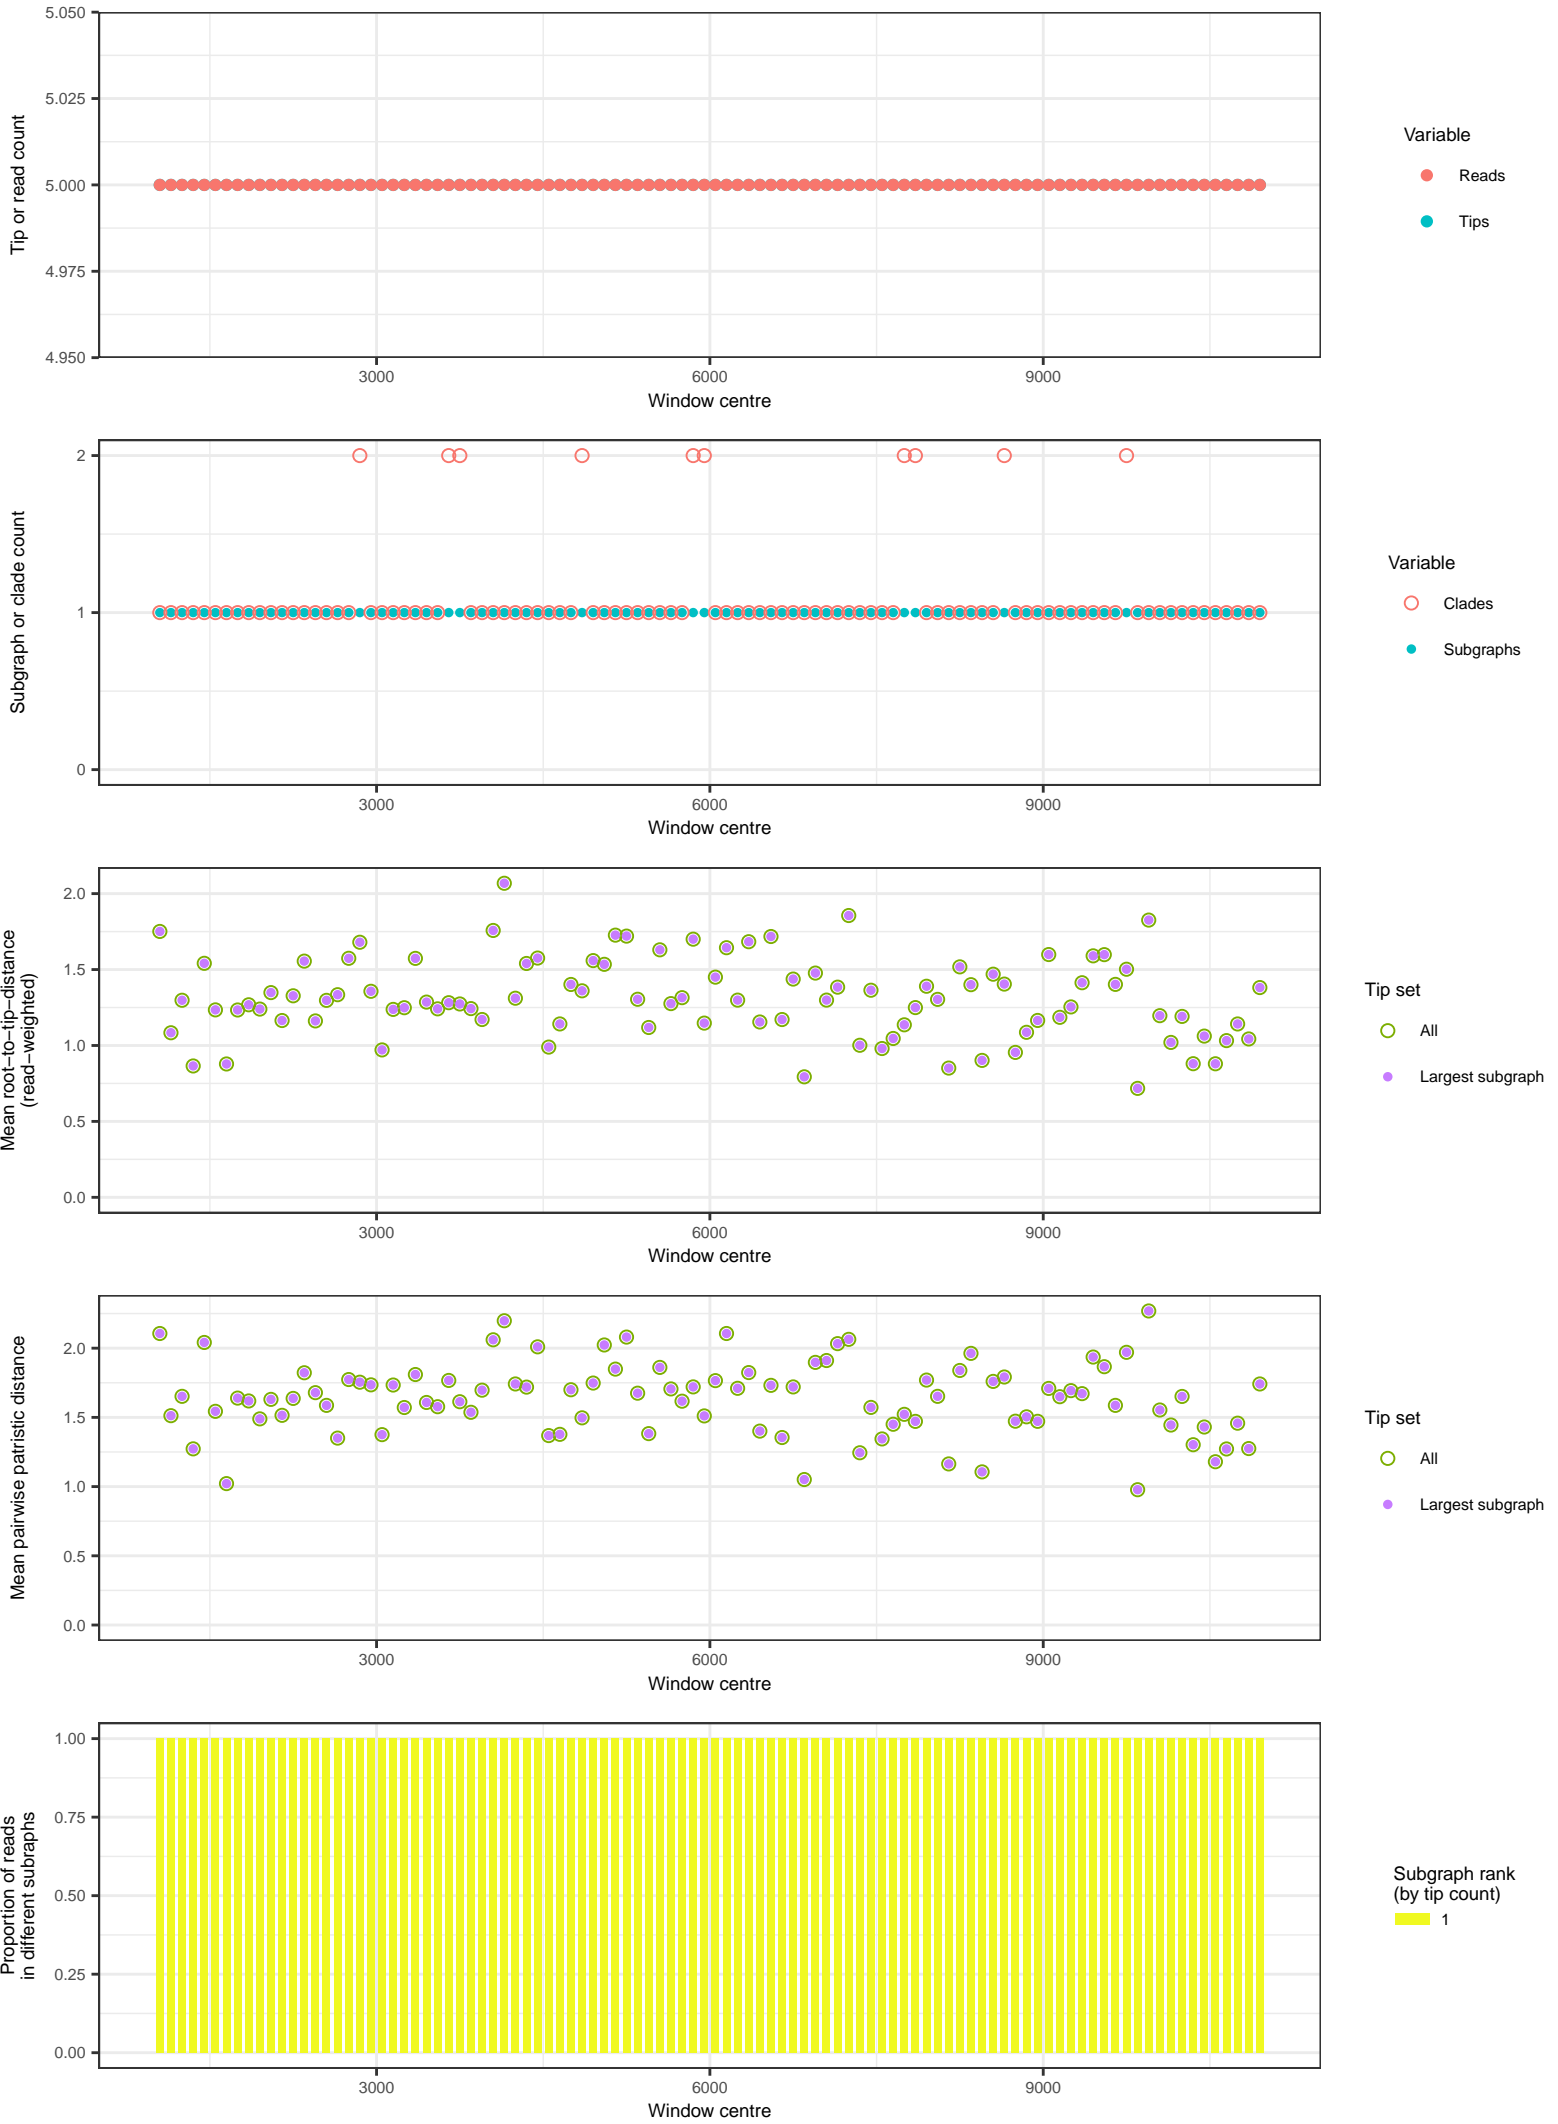 5.050
5.025
5.000
4.975
4.950
Tip or read count
3000
6000
9000
Window centre
Variable
Reads
Tips
2
1
0
Subgraph or clade count
3000
6000
9000
Window centre
Variable
Clades
Subgraphs
2.0
1.5
1.0
0.5
0.0
Mean root−to−tip−distance
(read−weighted)
3000
6000
9000
Window centre
Tip set
All
Largest subgraph
2.0
1.5
1.0
0.5
0.0
Mean pairwise patristic distance
3000
6000
9000
Window centre
Tip set
All
Largest subgraph
1.00
0.75
0.50
0.25
0.00
Proportion of reads
in different subraphs
3000
6000
9000
Window centre
Subgraph rank
(by tip count)
1